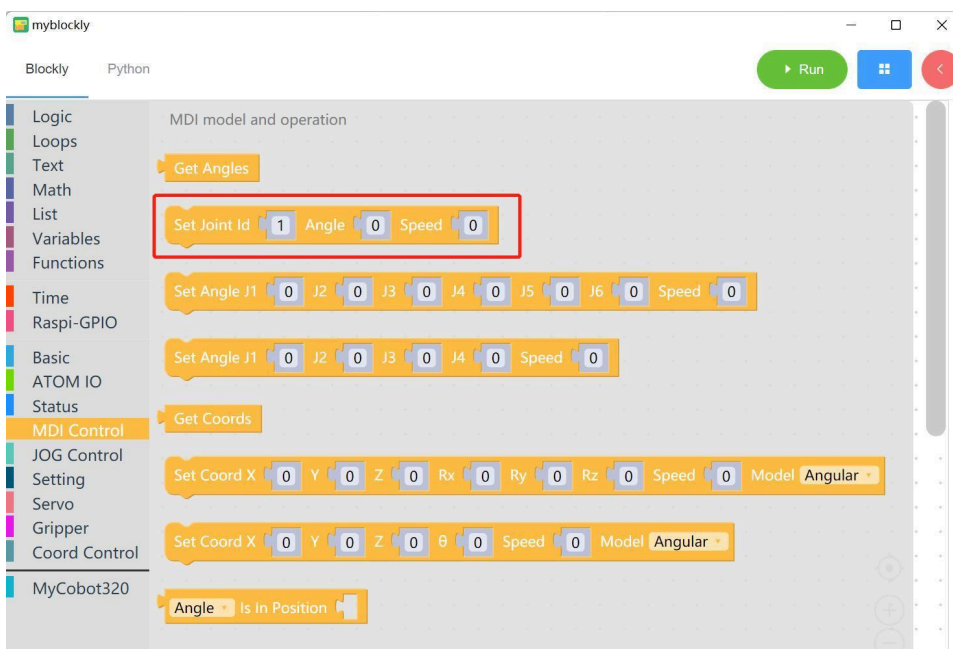 myblockly
Blockly Python
Run
Logic
Loops
Text
Math
List
Variables
Functions
Time
Raspi-GPIO
Basic
ATOM IO
Status
MDI Control
JOG Control
Setting
Servo
Gripper
Coord Control
MyCobot320
MDI model and operation
Get Angles
Set Joint Id 1 Angle 0 Speed 0
Set Angle J1 0 J2 0 J3 0 J4 0 J5 0 J6 0 Speed 0
Set Angle J1 0 J2 0 J3 0 J4 0 Speed 0
Get Coords
Set Coord X 0 Y 0 Z 0 Rx 0 Ry 0 Rz 0 Speed 0 Model Angular
Set Coord X 0 Y 0 Z 0 θ 0 Speed 0 Model Angular
Angle Is In Position